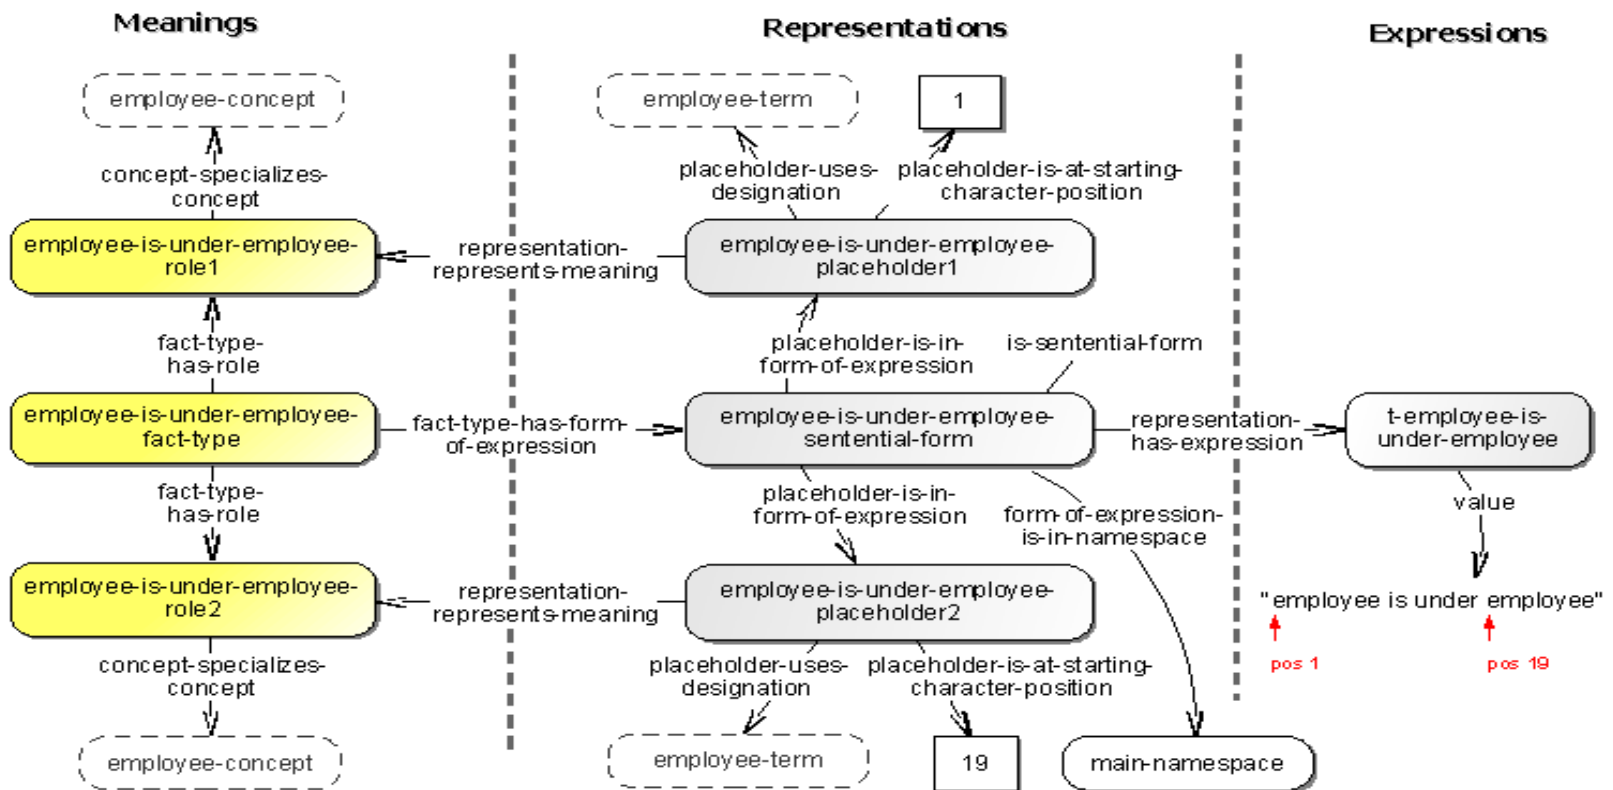 Meanings
Representations
Expressions
employee-concept
employee-term
1
concept-specializes-
concept
placeholder-uses-
designation
placeholder-is-at-starting-
character-position
employee-is-under-employee-
role1
representation-
represents-meaning
employee-is-under-employee-
placeholder1
fact-type-
has-role
placeholder-is-in-
form-of-expression
is-sentential-form
employee-is-under-employee-
fact-type
fact-type-has-form-
of-expression
employee-is-under-employee-
sentential-form
representation-
has-expression
t-employee-is-
under-employee
fact-type-
has-role
placeholder-is-in-
form-of-expression
form-of-expression-
is-in-namespace
value
employee-is-under-employee-
role2
representation-
represents-meaning
employee-is-under-employee-
placeholder2
"employee is under employee"
pos 1
pos 19
concept-specializes-
concept
placeholder-uses-
designation
placeholder-is-at-starting-
character-position
employee-concept
employee-term
19
main-namespace